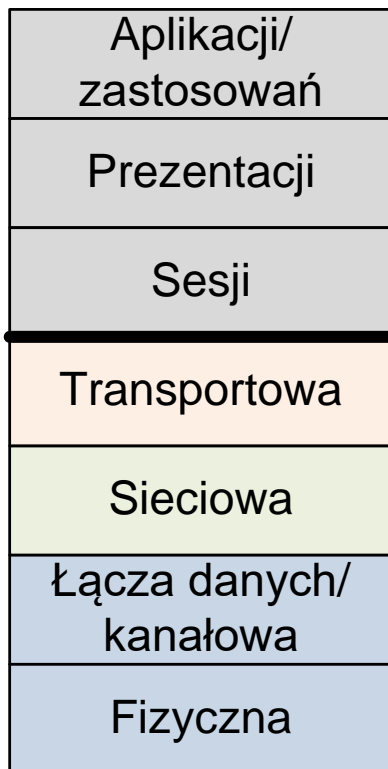 Aplikacji/
zastosowań
Prezentacji
Sesji
Transportowa
Sieciowa
Łącza danych/
kanałowa
Fizyczna